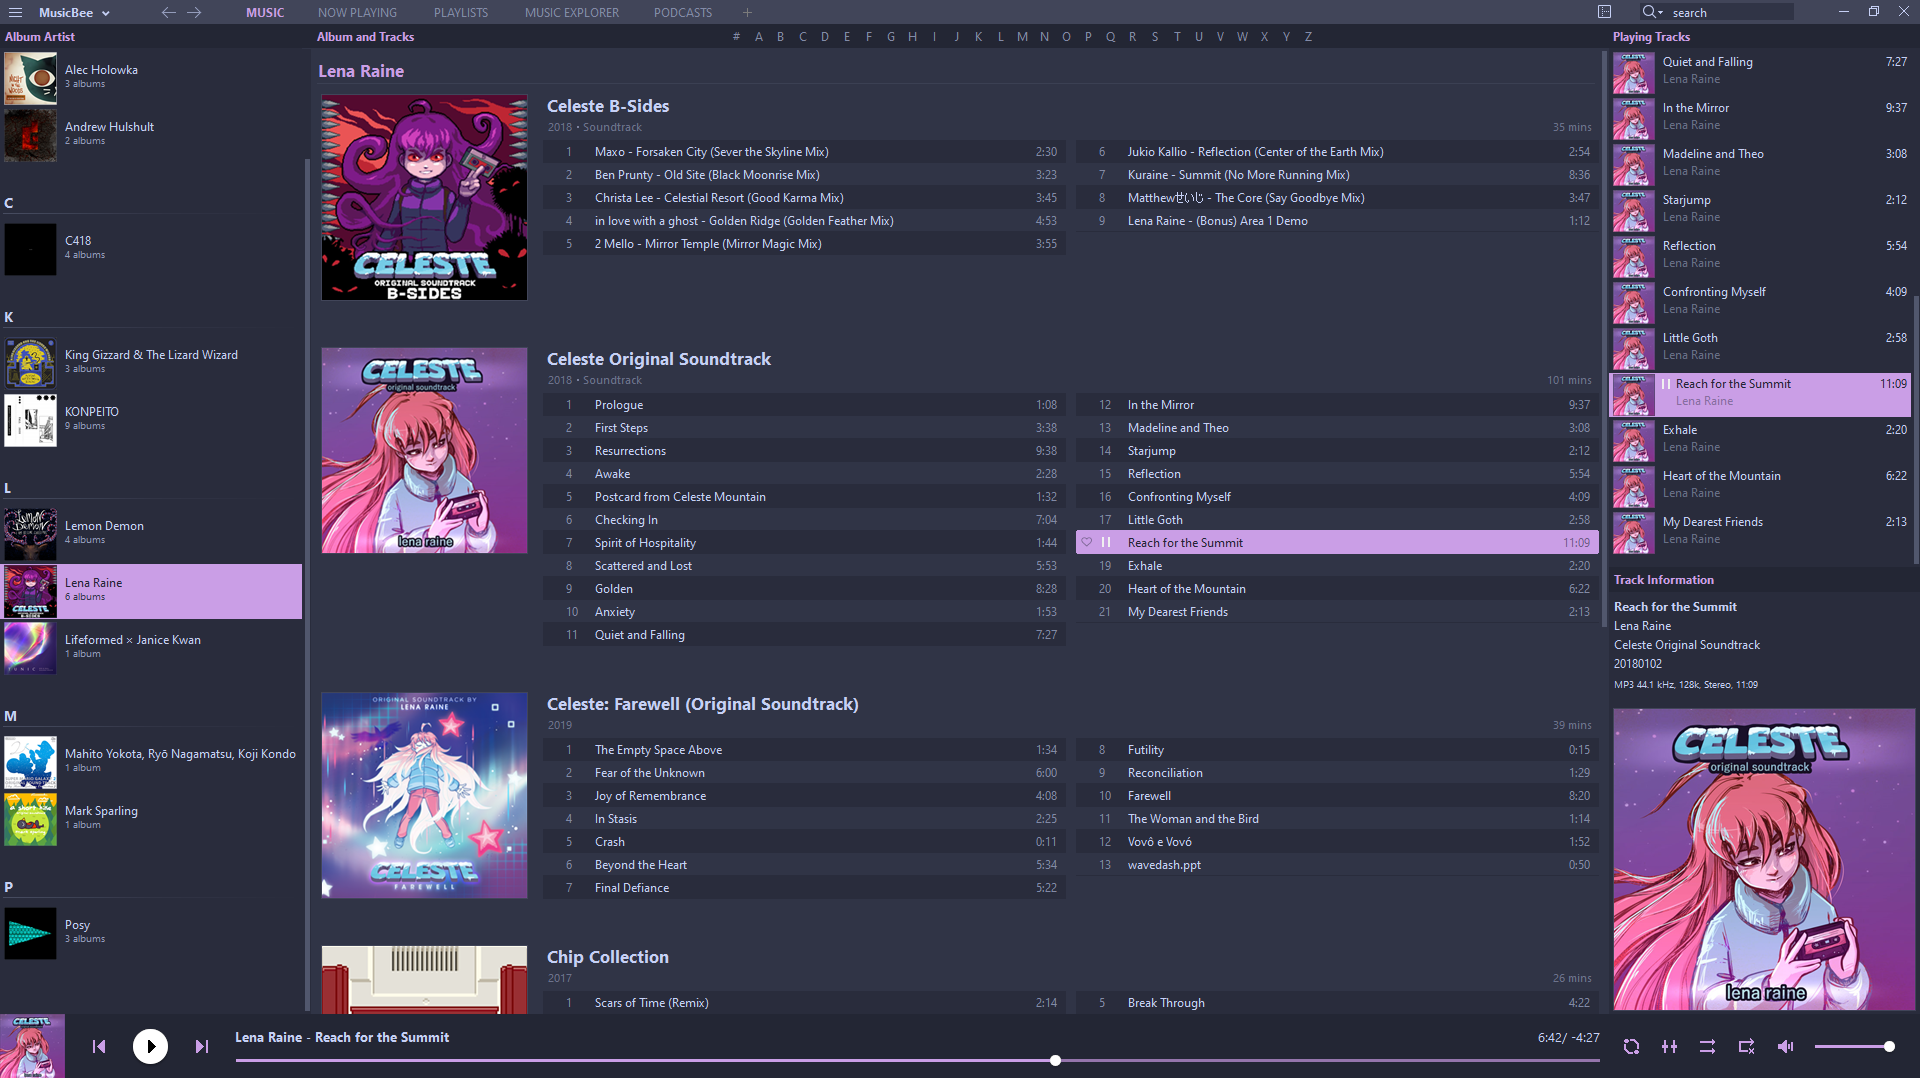 MusicBee
MUSIC
NOW PLAYING
PLAYLISTS
MUSIC EXPLORER
PODCASTS
search
Album Artist
Alec Holowka
3 albums
Andrew Hulshult
2 albums
C
C418
4 albums
K
King Gizzard & The Lizard Wizard
3 albums
KONPEITO
9 albums
L
Lemon Demon
4 albums
Lena Raine
6 albums
Lifeformed × Janice Kwan
1 album
M
Mahito Yokota, Ryō Nagamatsu, Koji Kondo
1 album
Mark Sparling
1 album
P
Posy
3 albums
Album and Tracks
# A B C D E F G H I J K L M N O P Q R S T U V W X Y Z
Lena Raine
CELESTE
ORIGINAL SOUNDTRACK
B-SIDES
Celeste B-Sides
2018 • Soundtrack 35 mins
1 Maxo - Forsaken City (Sever the Skyline Mix) 2:30
2 Ben Prunty - Old Site (Black Moonrise Mix) 3:23
3 Christa Lee - Celestial Resort (Good Karma Mix) 3:45
4 in love with a ghost - Golden Ridge (Golden Feather Mix) 4:53
5 2 Mello - Mirror Temple (Mirror Magic Mix) 3:55
6 Jukio Kallio - Reflection (Center of the Earth Mix) 2:54
7 Kuraine - Summit (No More Running Mix) 8:36
8 Matthewせいじ - The Core (Say Goodbye Mix) 3:47
9 Lena Raine - (Bonus) Area 1 Demo 1:12
CELESTE
original soundtrack
lena raine
Celeste Original Soundtrack
2018 • Soundtrack 101 mins
1 Prologue 1:08
2 First Steps 3:38
3 Resurrections 9:38
4 Awake 2:28
5 Postcard from Celeste Mountain 1:32
6 Checking In 7:04
7 Spirit of Hospitality 1:44
8 Scattered and Lost 5:53
9 Golden 8:28
10 Anxiety 1:53
11 Quiet and Falling 7:27
12 In the Mirror 9:37
13 Madeline and Theo 3:08
14 Starjump 2:12
15 Reflection 5:54
16 Confronting Myself 4:09
17 Little Goth 2:58
Reach for the Summit 11:09
19 Exhale 2:20
20 Heart of the Mountain 6:22
21 My Dearest Friends 2:13
ORIGINAL SOUNDTRACK BY
LENA RAINE
CELESTE
FAREWELL
Celeste: Farewell (Original Soundtrack)
2019 39 mins
1 The Empty Space Above 1:34
2 Fear of the Unknown 6:00
3 Joy of Remembrance 4:08
4 In Stasis 2:25
5 Crash 0:11
6 Beyond the Heart 5:34
7 Final Defiance 5:22
8 Futility 0:15
9 Reconciliation 1:29
10 Farewell 8:20
11 The Woman and the Bird 1:14
12 Vovô e Vovó 1:52
13 wavedash.ppt 0:50
Chip Collection
2017 26 mins
1 Scars of Time (Remix) 2:14
5 Break Through 4:22
Playing Tracks
Quiet and Falling 7:27
Lena Raine
In the Mirror 9:37
Lena Raine
Madeline and Theo 3:08
Lena Raine
Starjump 2:12
Lena Raine
Reflection 5:54
Lena Raine
Confronting Myself 4:09
Lena Raine
Little Goth 2:58
Lena Raine
Reach for the Summit 11:09
Lena Raine
Exhale 2:20
Lena Raine
Heart of the Mountain 6:22
Lena Raine
My Dearest Friends 2:13
Lena Raine
Track Information
Reach for the Summit
Lena Raine
Celeste Original Soundtrack
20180102
MP3 44.1 kHz, 128k, Stereo, 11:09
CELESTE
original soundtrack
lena raine
Lena Raine - Reach for the Summit
6:42/ -4:27